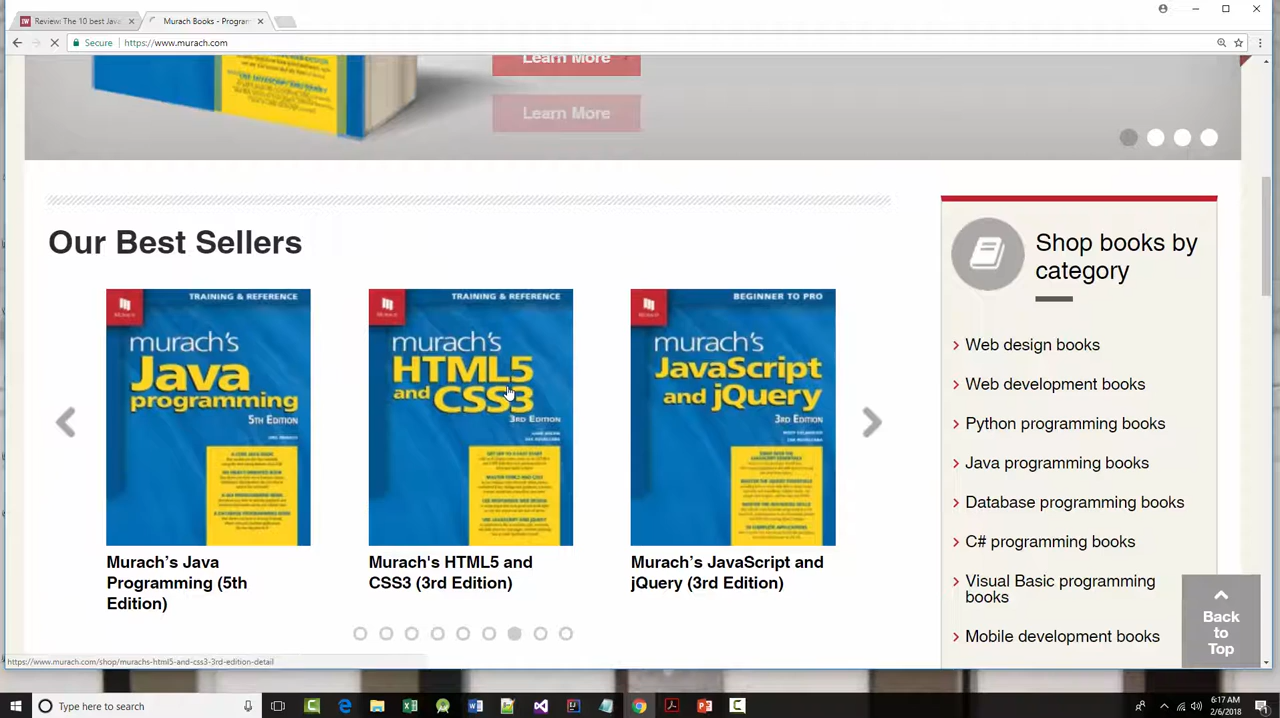 Review: The 10 best Java
Murach Books - Program
Secure
https://www.murach.com
Learn More
Learn More
Our Best Sellers
TRAINING & REFERENCE
murach's
Java
programming
5TH EDITION
TRAINING & REFERENCE
murach's
HTML5
and CSS3
3RD EDITION
BEGINNER TO PRO
murach's
JavaScript
and jQuery
3RD EDITION
Murach's Java
Programming (5th
Edition)
Murach's HTML5 and
CSS3 (3rd Edition)
Murach's JavaScript and
jQuery (3rd Edition)
Shop books by
category
Web design books
Web development books
Python programming books
Java programming books
Database programming books
C# programming books
Visual Basic programming
books
Mobile development books
Back
to
Top
https://www.murach.com/shop/murachs-html5-and-css3-3rd-edition-detail
Type here to search
6:17 AM
2/6/2018